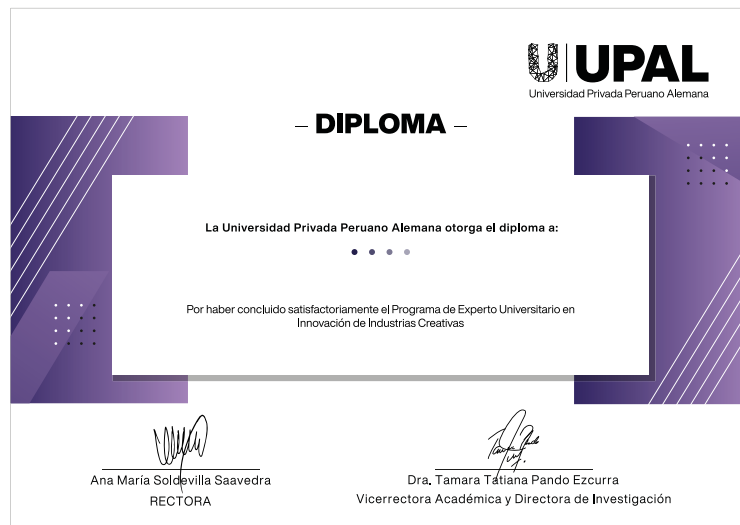 UPAL
Universidad Privada Peruano Alemana
– DIPLOMA –
La Universidad Privada Peruano Alemana otorga el diploma a:
Por haber concluido satisfactoriamente el Programa de Experto Universitario en
Innovación de Industrias Creativas
Ana María Soldevilla Saavedra
RECTORA
Dra. Tamara Tatiana Pando Ezcurra
Vicerrectora Académica y Directora de Investigación